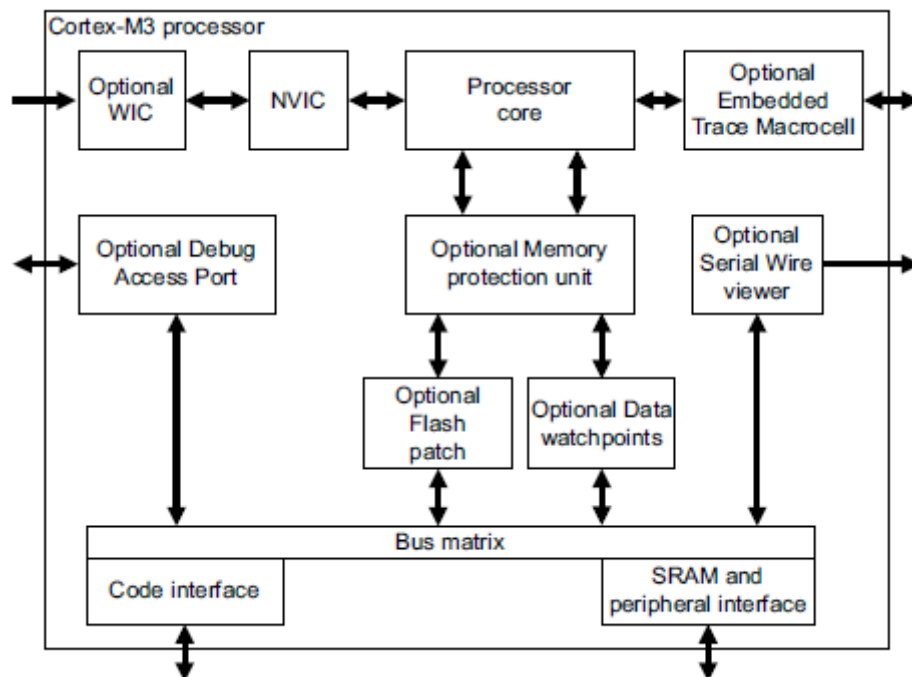 Cortex-M3 processor
Optional
WIC
NVIC
Processor
core
Optional
Embedded
Trace Macrocell
Optional Debug
Access Port
Optional Memory
protection unit
Optional
Serial Wire
viewer
Optional
Flash
patch
Optional Data
watchpoints
Bus matrix
Code interface
SRAM and
peripheral interface